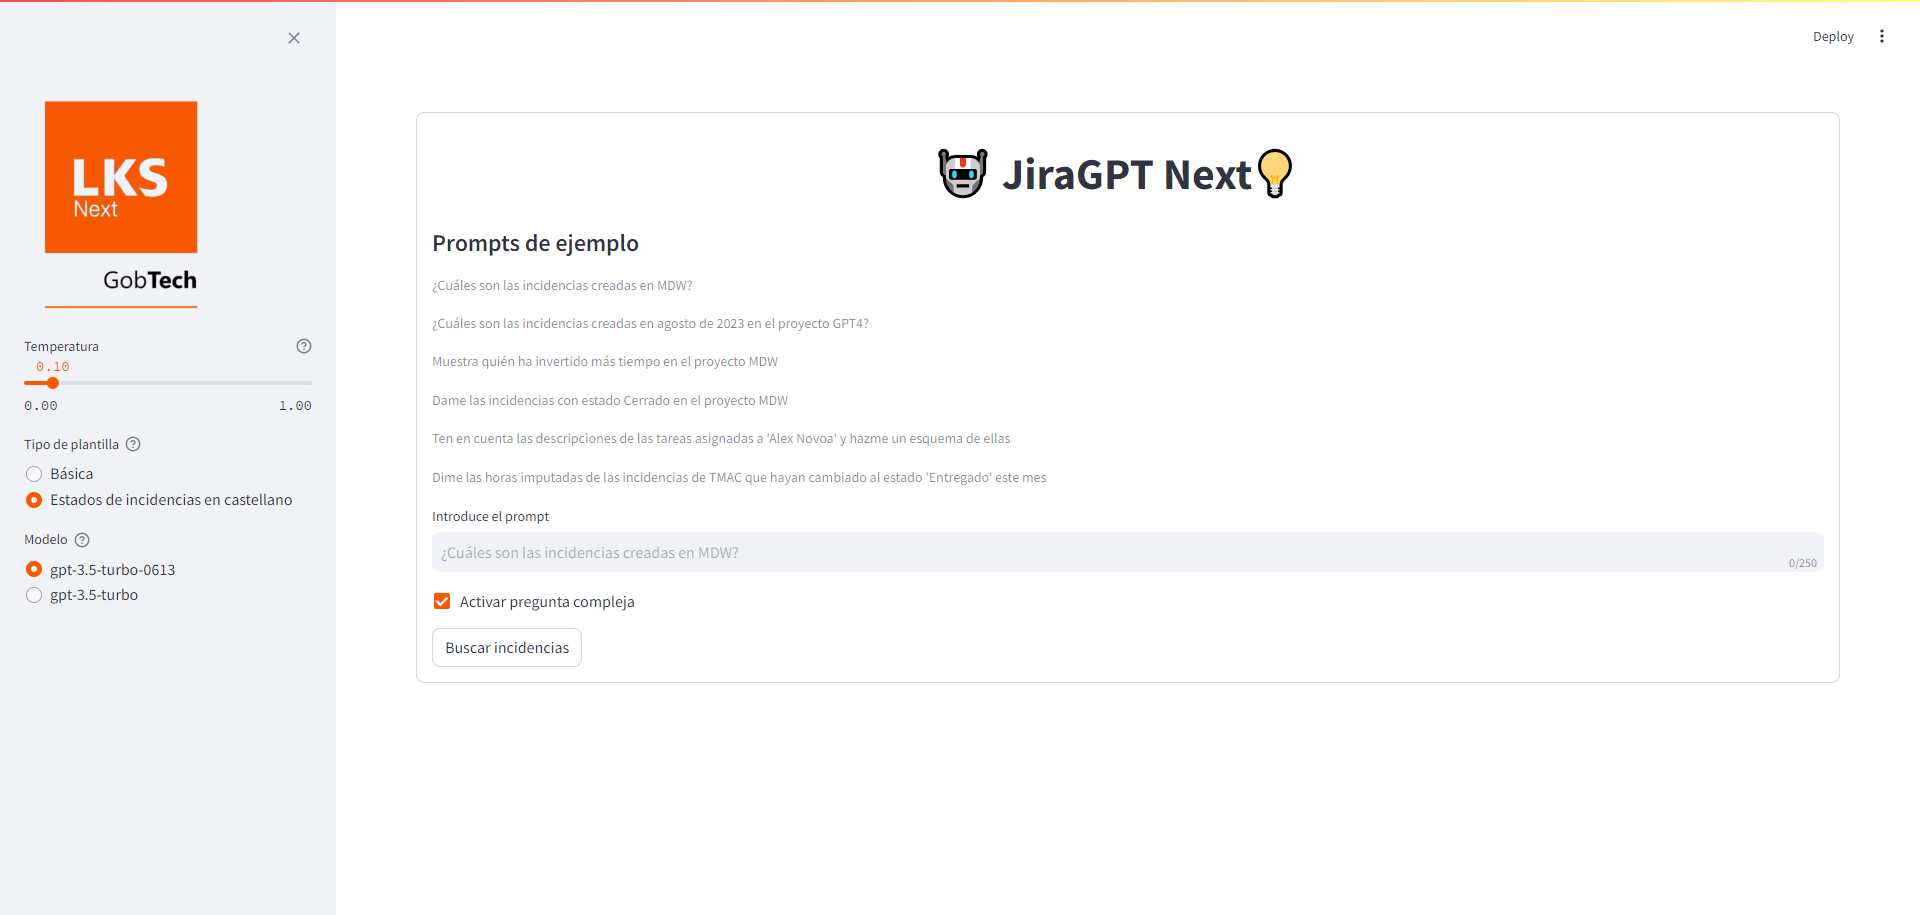 Deploy
LKS
Next
GobTech
Temperatura
0.10
0.00 1.00
Tipo de plantilla
Básica
Estados de incidencias en castellano
Modelo
gpt-3.5-turbo-0613
gpt-3.5-turbo
JiraGPT Next
Prompts de ejemplo
¿Cuáles son las incidencias creadas en MDW?
¿Cuáles son las incidencias creadas en agosto de 2023 en el proyecto GPT4?
Muestra quién ha invertido más tiempo en el proyecto MDW
Dame las incidencias con estado Cerrado en el proyecto MDW
Ten en cuenta las descripciones de las tareas asignadas a 'Alex Novoa' y hazme un esquema de ellas
Dime las horas imputadas de las incidencias de TMAC que hayan cambiado al estado 'Entregado' este mes
Introduce el prompt
¿Cuáles son las incidencias creadas en MDW?
0/250
Activar pregunta compleja
Buscar incidencias